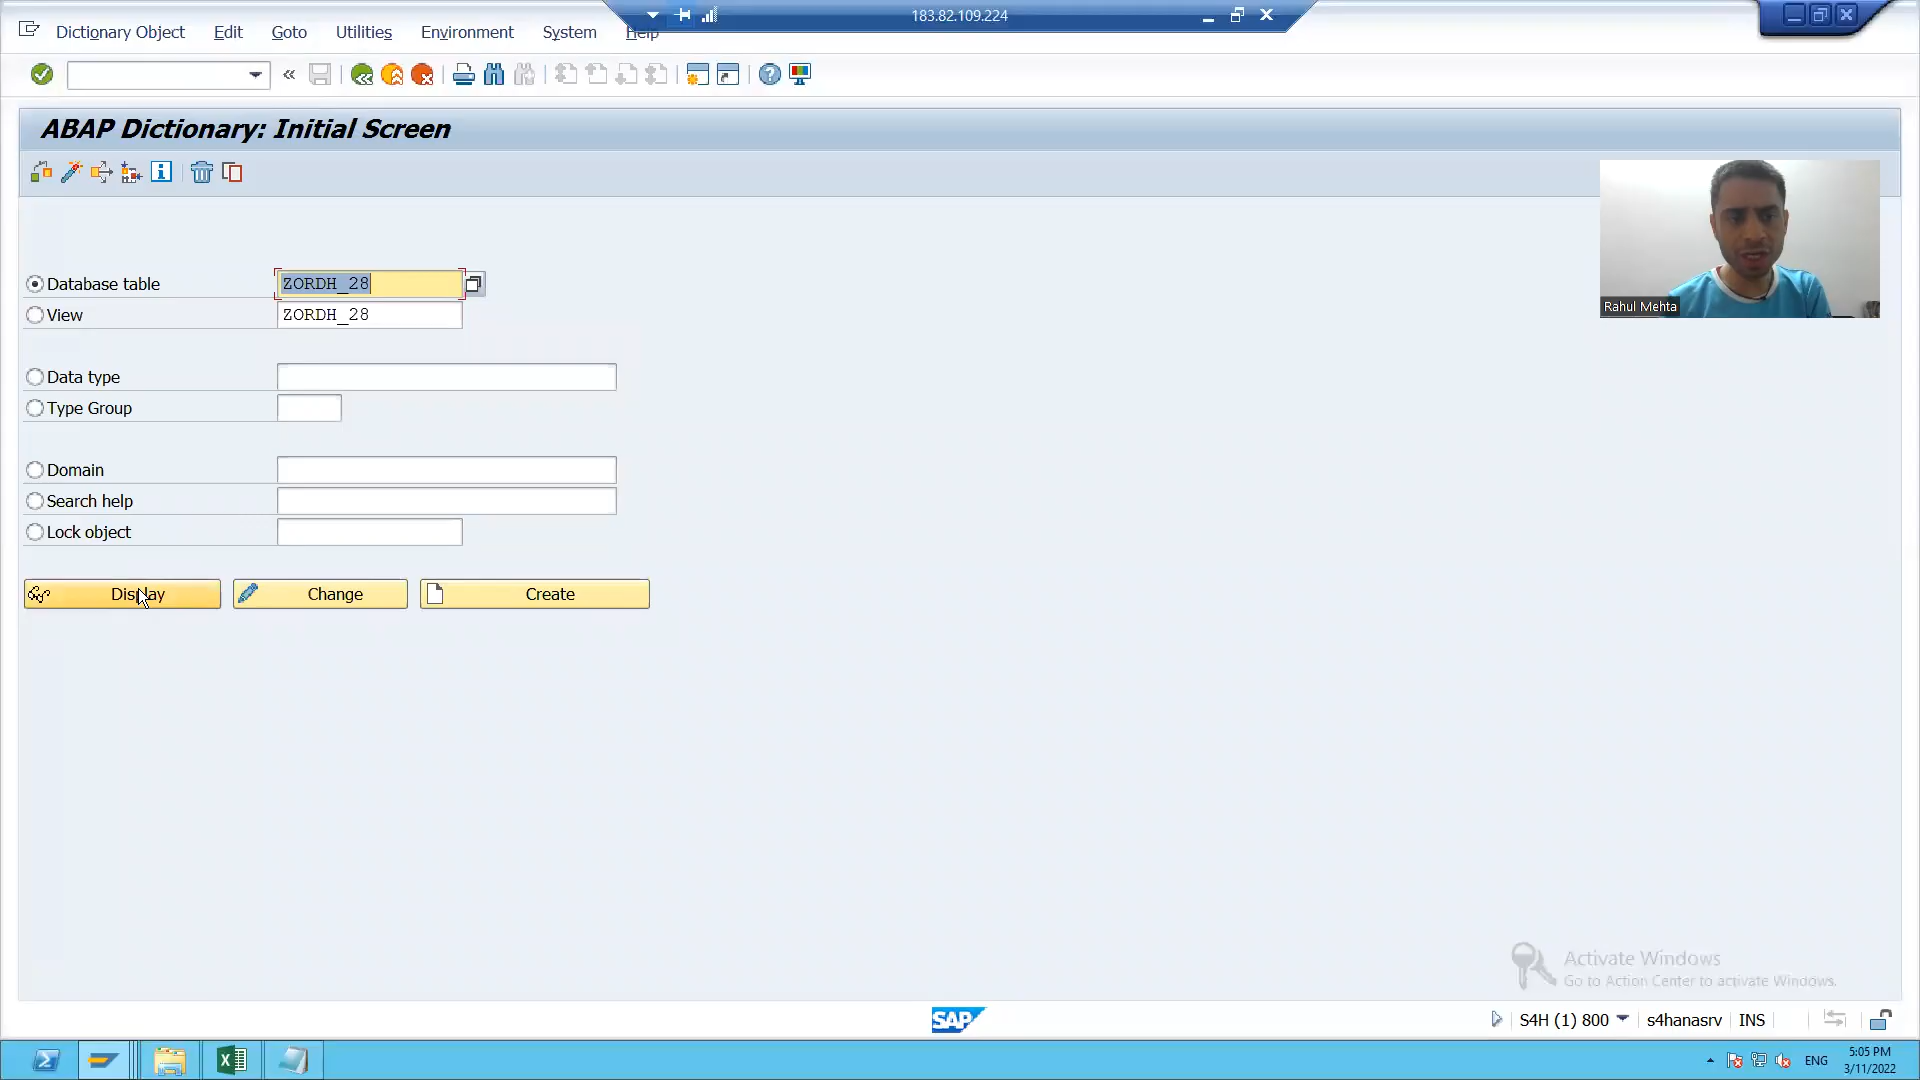 183.82.109.224
Dictionary Object Edit Goto Utilities Environment System Help
ABAP Dictionary: Initial Screen
Database table ZORDH_28
View ZORDH_28
Rahul Mehta
Data type
Type Group
Domain
Search help
Lock object
Display Change Create
Activate Windows
Go to Action Center to activate Windows.
SAP
S4H (1) 800 s4hanasrv INS
ENG
5:05 PM
3/11/2022